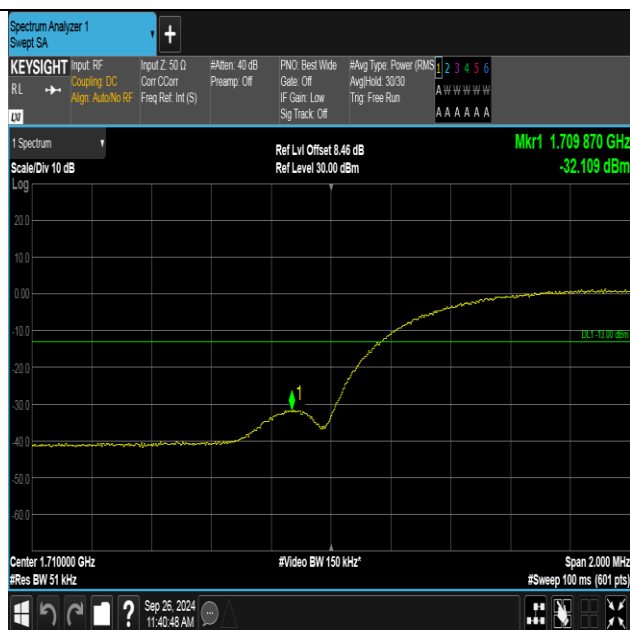 Spectrum Analyzer 1
Swept SA
+
KEYSIGHT
RL
LXI
Input: RF
Coupling: DC
Align: Auto/No RF
Input Z: 50 Ω
Corr CCorr
Freq Ref: Int (S)
#Atten: 40 dB
Preamp: Off
PNO: Best Wide
Gate: Off
IF Gain: Low
Sig Track: Off
#Avg Type: Power (RMS
Avg|Hold: 30/30
Trig: Free Run
1 2 3 4 5 6
A W W W W W
A A A A A A
1 Spectrum
Scale/Div 10 dB
Ref Lvl Offset 8.46 dB
Ref Level 30.00 dBm
Mkr1 1.709 870 GHz
-32.109 dBm
Log
20.0
10.0
0.00
-10.0
DL1 -13.00 dBm
-20.0
-30.0
1
-40.0
-50.0
-60.0
Center 1.710000 GHz
#Video BW 150 kHz*
Span 2.000 MHz
#Res BW 51 kHz
#Sweep 100 ms (601 pts)
?
Sep 26, 2024
11:40:48 AM